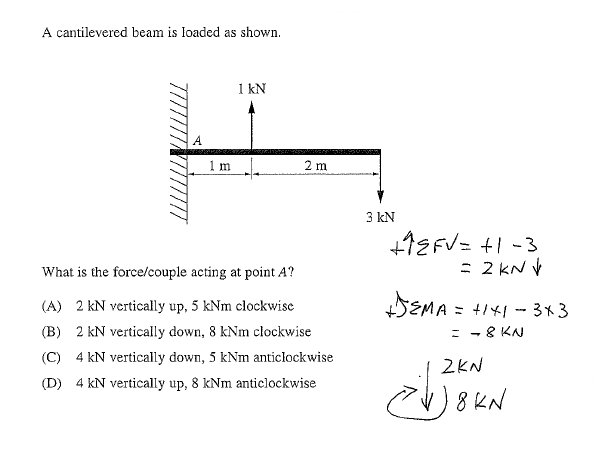 A cantilevered beam is loaded as shown.
1 kN
A
1 m
2 m
3 kN
+↑ΣFV = +1 - 3
= 2 KN ↓
What is the force/couple acting at point A?
(A) 2 kN vertically up, 5 kNm clockwise
(B) 2 kN vertically down, 8 kNm clockwise
(C) 4 kN vertically down, 5 kNm anticlockwise
(D) 4 kN vertically up, 8 kNm anticlockwise
ΣMA = +1×1 - 3×3
= -8 KN
2KN
8 KN